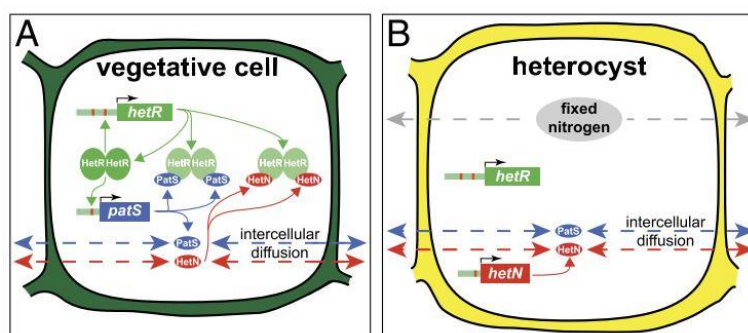 A
vegetative cell
hetR
HetR HetR
HetR HetR
HetR HetR
PatS
PatS
HetN
HetN
patS
PatS
HetN
intercellular
diffusion
B
heterocyst
fixed
nitrogen
hetR
PatS
HetN
intercellular
diffusion
hetN